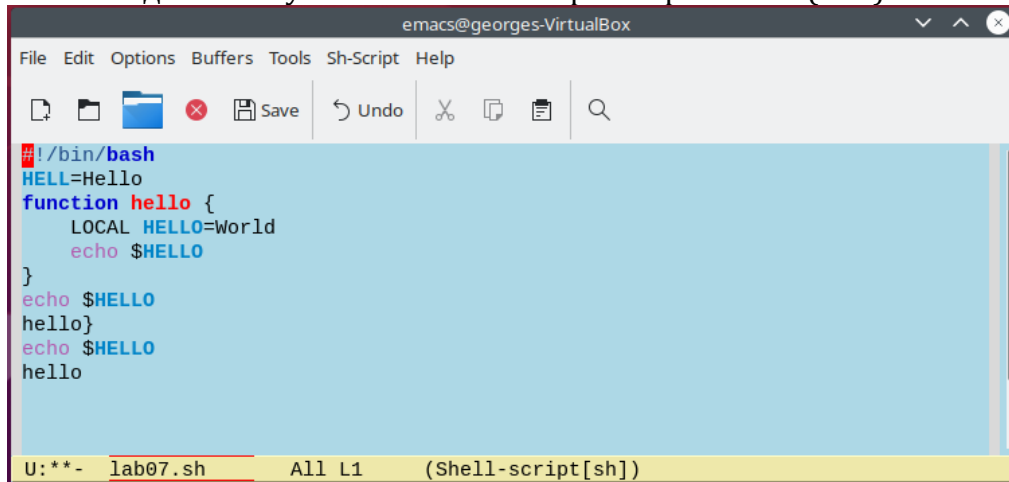 emacs@georges-VirtualBox
File Edit Options Buffers Tools Sh-Script Help
Save Undo
#!/bin/bash
HELL=Hello
function hello {
    LOCAL HELLO=World
    echo $HELLO
}
echo $HELLO
hello}
echo $HELLO
hello
U:**- lab07.sh All L1 (Shell-script[sh])